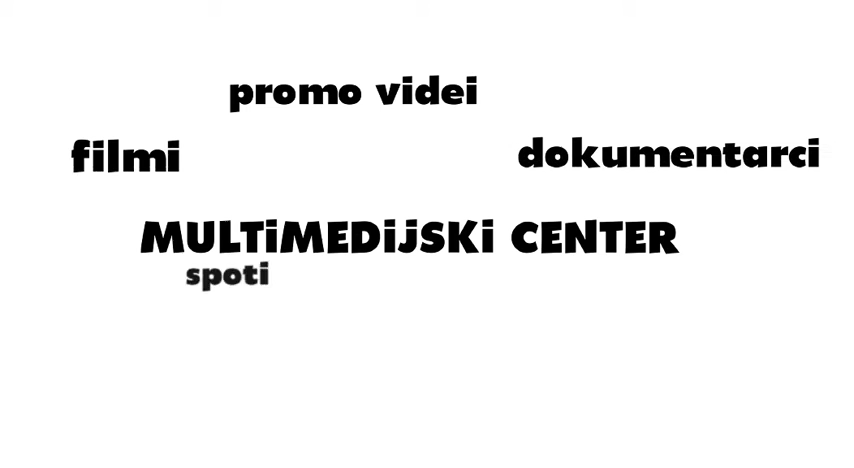 promo videi
filmi
dokumentarci
MULTiMEDiJSKi CENTER
spoti